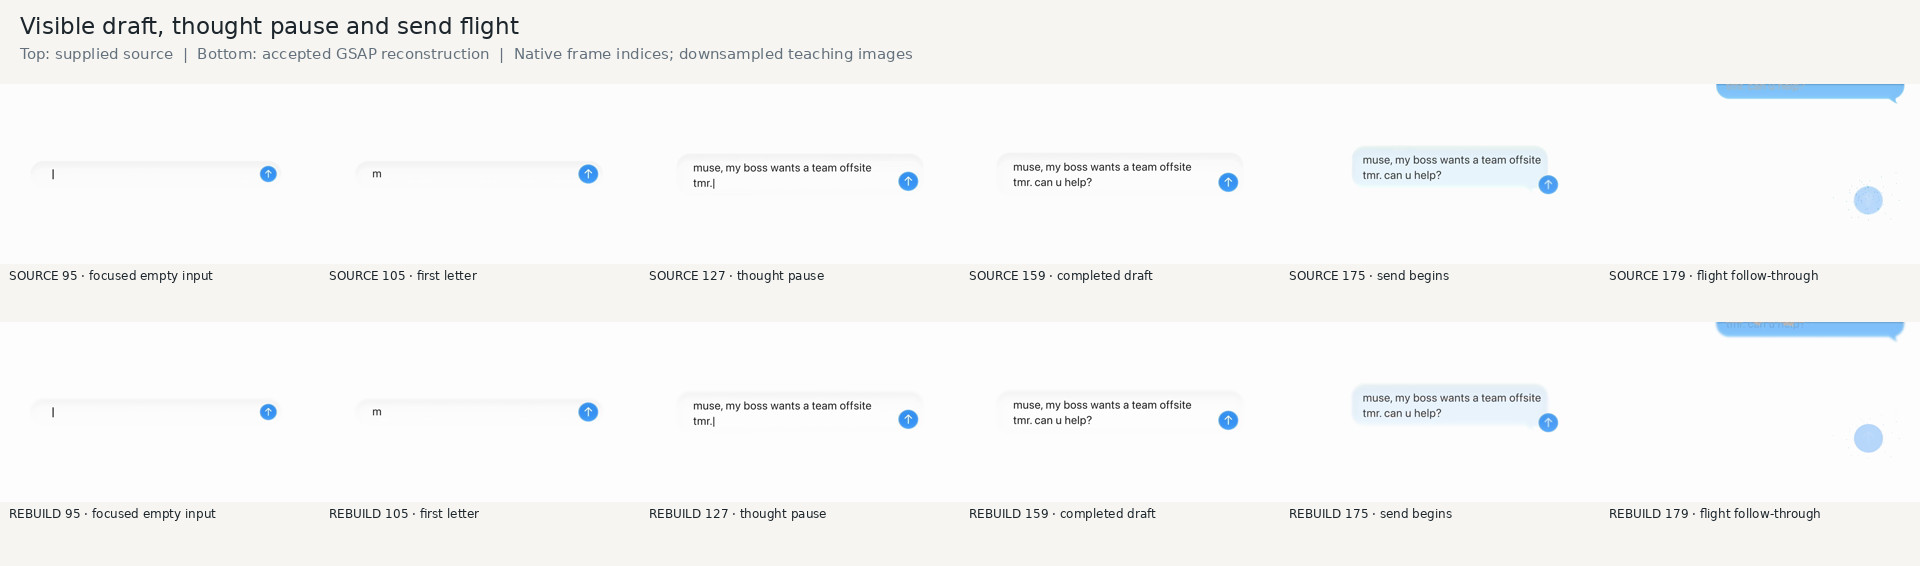 Visible draft, thought pause and send flight
Top: supplied source | Bottom: accepted GSAP reconstruction | Native frame indices; downsampled teaching images
m
muse, my boss wants a team offsite
tmr.|
muse, my boss wants a team offsite
tmr. can u help?
muse, my boss wants a team offsite
tmr. can u help?
SOURCE 95 · focused empty input
SOURCE 105 · first letter
SOURCE 127 · thought pause
SOURCE 159 · completed draft
SOURCE 175 · send begins
SOURCE 179 · flight follow-through
tmr. can u help?
m
muse, my boss wants a team offsite
tmr.|
muse, my boss wants a team offsite
tmr. can u help?
muse, my boss wants a team offsite
tmr. can u help?
REBUILD 95 · focused empty input
REBUILD 105 · first letter
REBUILD 127 · thought pause
REBUILD 159 · completed draft
REBUILD 175 · send begins
REBUILD 179 · flight follow-through